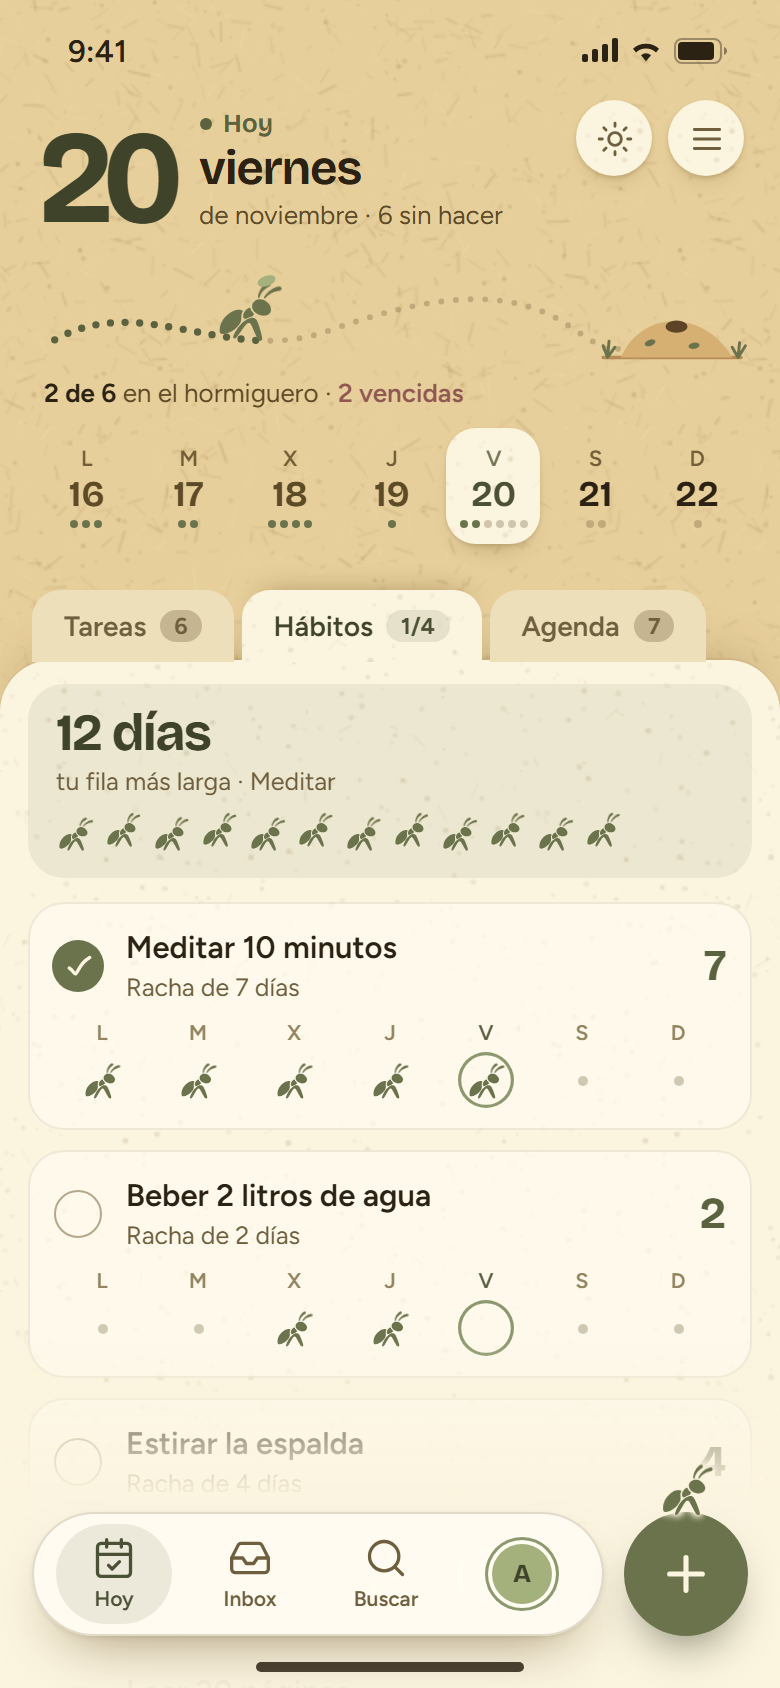 9:41
20
Hoy
viernes
de noviembre · 6 sin hacer
2 de 6 en el hormiguero · 2 vencidas
L M X J V S D
16 17 18 19 20 21 22
Tareas 6 Hábitos 1/4 Agenda 7
12 días
tu fila más larga · Meditar
Meditar 10 minutos
7
Racha de 7 días
L M X J V S D
Beber 2 litros de agua
2
Racha de 2 días
L M X J V S D
Estirar la espalda
4
Racha de 4 días
Hoy Inbox Buscar A